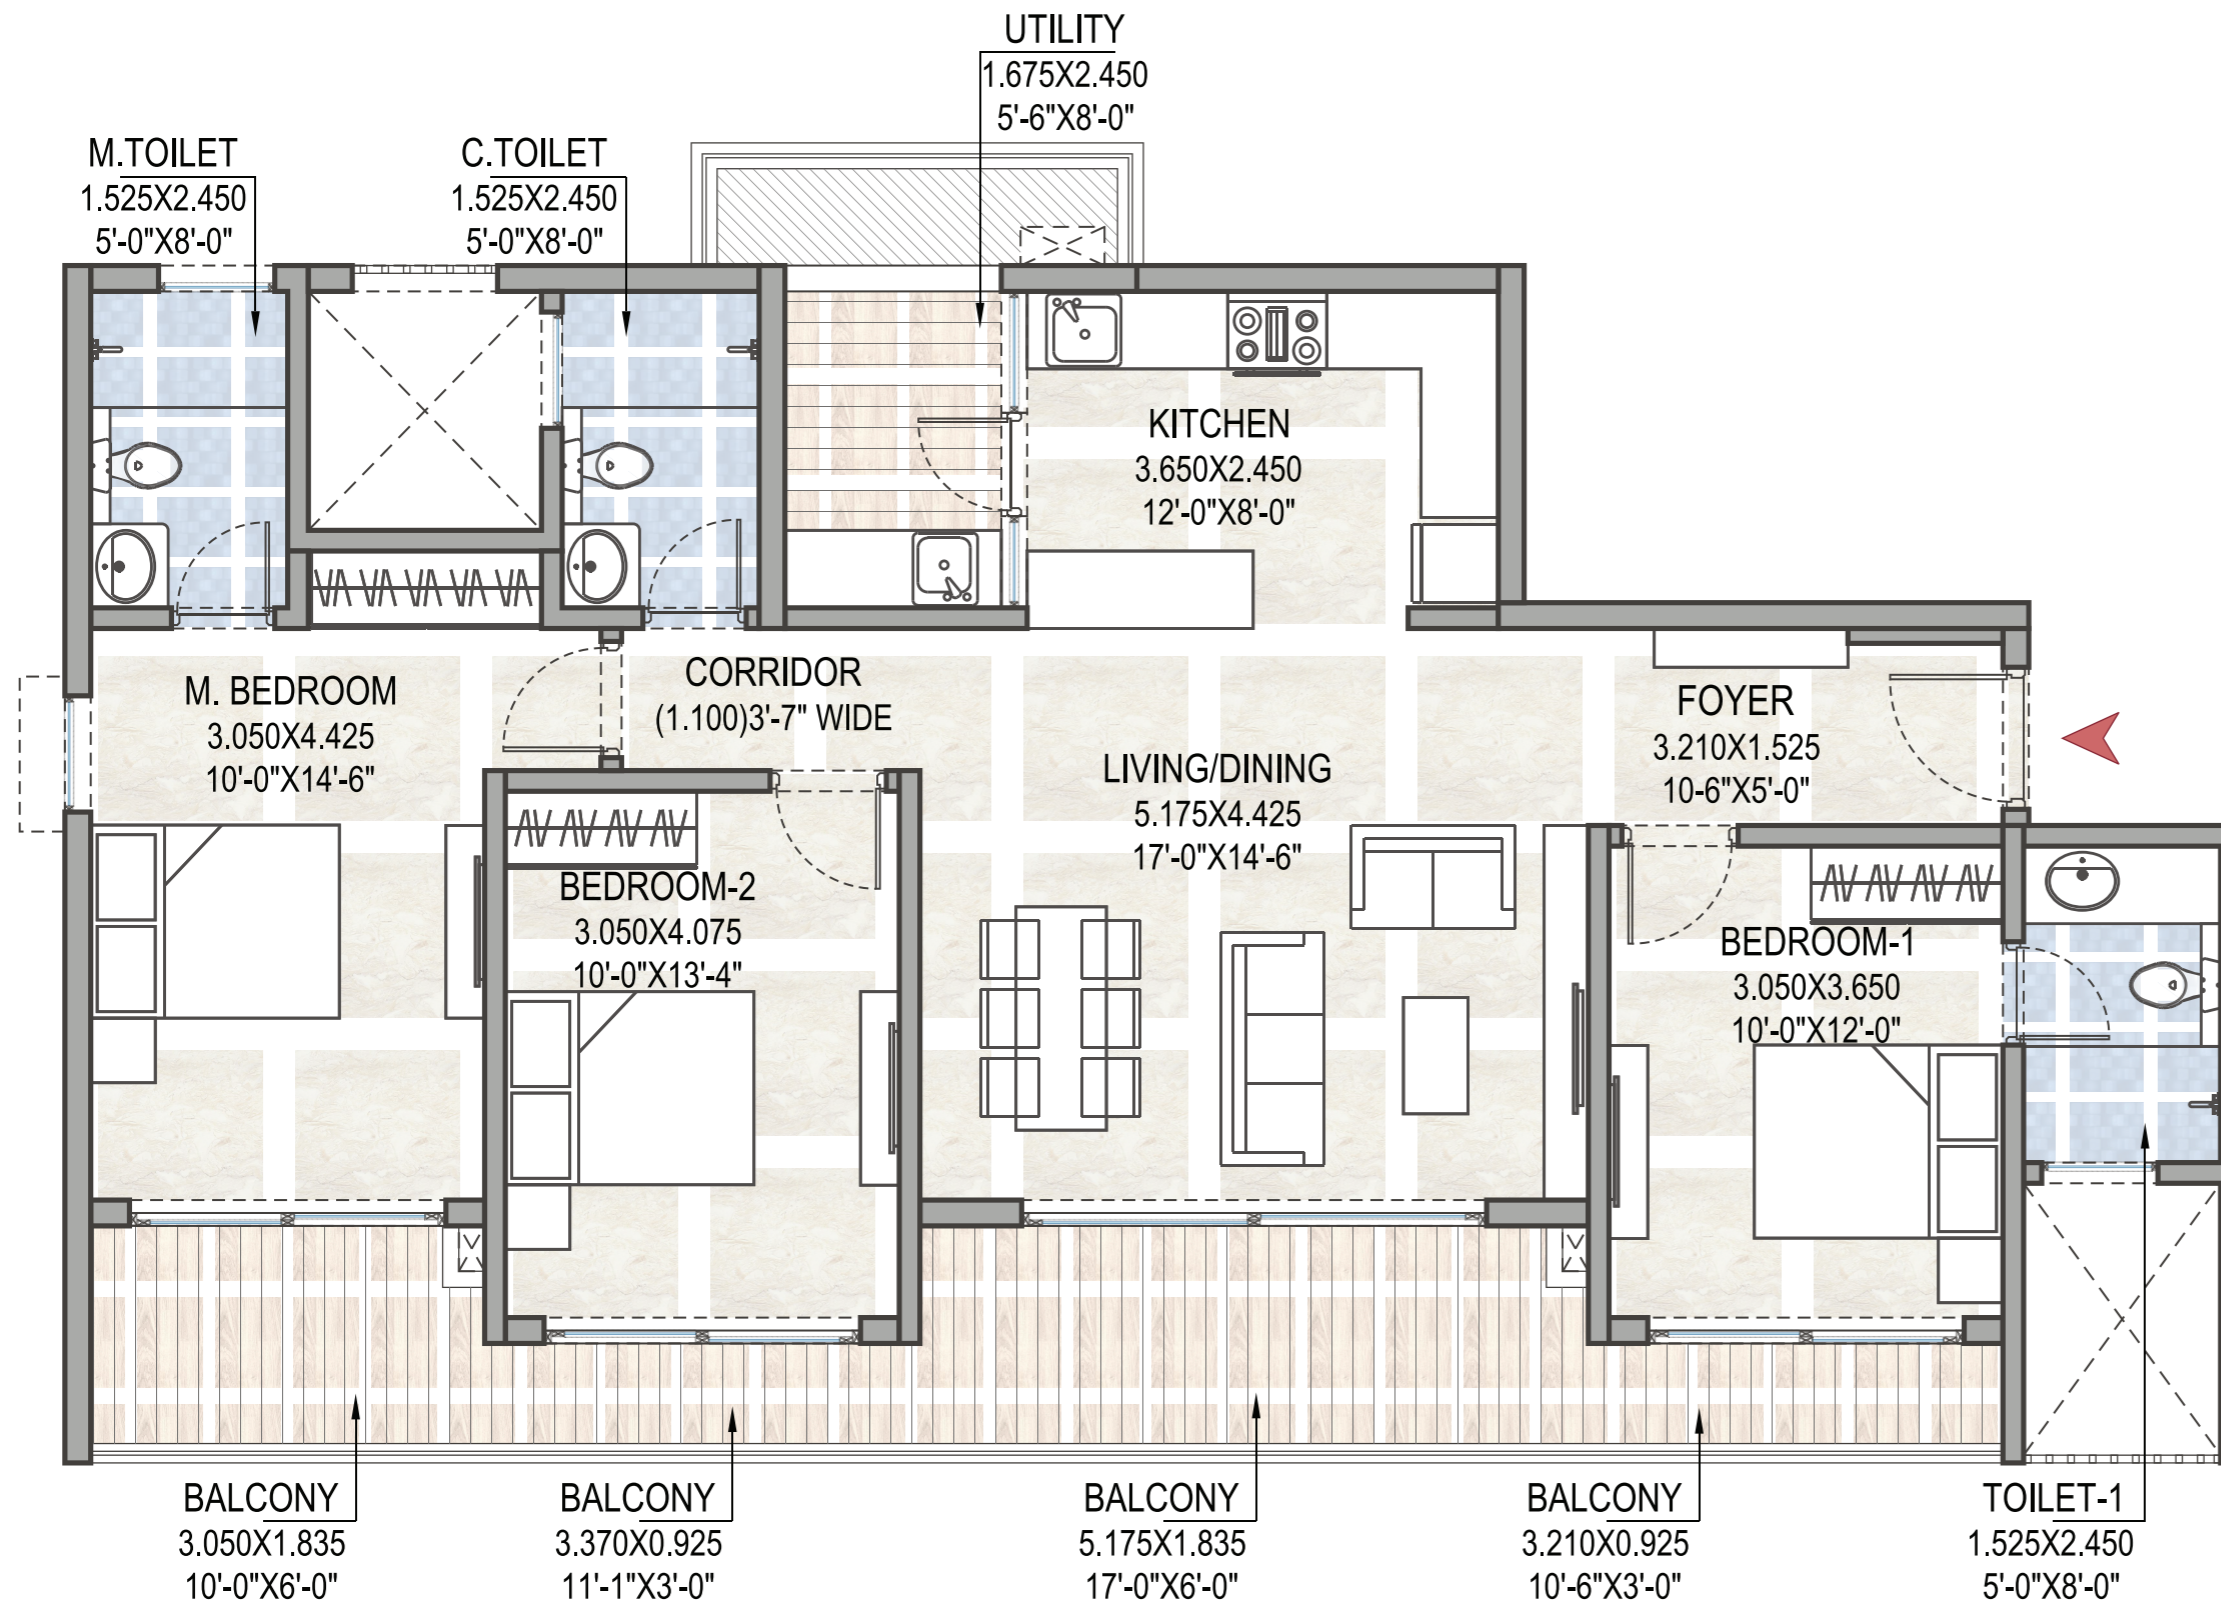 UTILITY
1.675X2.450
5'-6"X8'-0"
M.TOILET
1.525X2.450
5'-0"X8'-0"
C.TOILET
1.525X2.450
5'-0"X8'-0"
KITCHEN
3.650X2.450
12'-0"X8'-0"
M. BEDROOM
3.050X4.425
10'-0"X14'-6"
CORRIDOR
(1.100)3'-7" WIDE
FOYER
3.210X1.525
10-6"X5'-0"
LIVING/DINING
5.175X4.425
17'-0"X14'-6"
BEDROOM-2
3.050X4.075
10'-0"X13'-4"
BEDROOM-1
3.050X3.650
10'-0"X12'-0"
BALCONY
3.050X1.835
10'-0"X6'-0"
BALCONY
3.370X0.925
11'-1"X3'-0"
BALCONY
5.175X1.835
17'-0"X6'-0"
BALCONY
3.210X0.925
10'-6"X3'-0"
TOILET-1
1.525X2.450
5'-0"X8'-0"